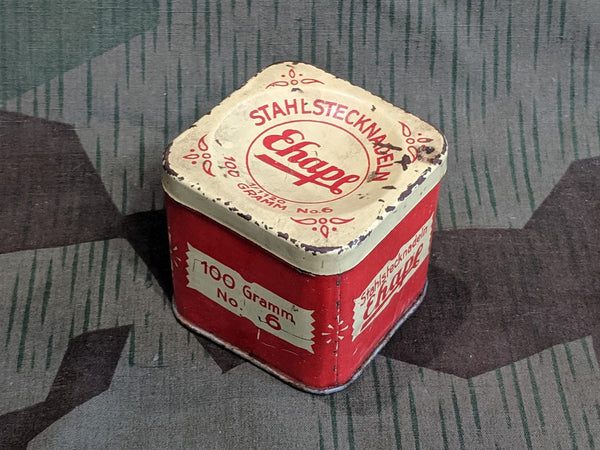 STAHLSTECKNADELN
Ehape
100
GRAMM No. 6
100 Gramm
No. 6
Stahlstecknadeln
Ehape